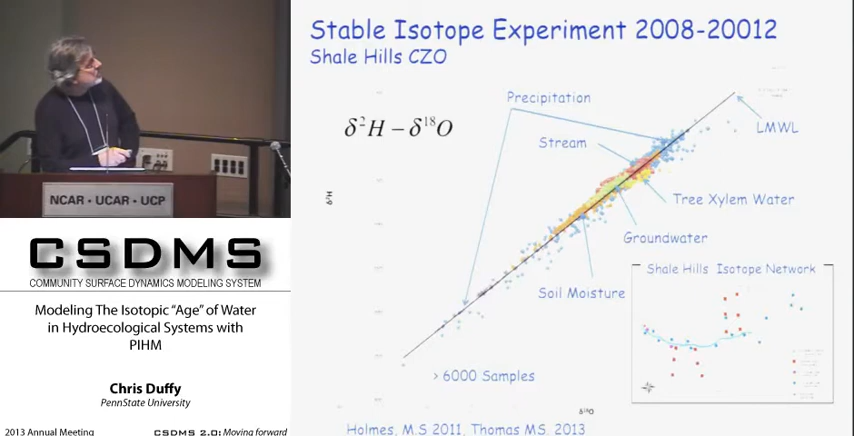 Stable Isotope Experiment 2008-20012
Shale Hills CZO
Precipitation
δ²H – δ¹⁸O
LMWL
Stream
δ²H
Tree Xylem Water
Groundwater
Shale Hills Isotope Network
Soil Moisture
> 6000 Samples
δ¹⁸O
Holmes, M.S 2011, Thomas MS. 2013
NCAR • UCAR • UCP
CSDMS
COMMUNITY SURFACE DYNAMICS MODELING SYSTEM
Modeling The Isotopic “Age” of Water
in Hydroecological Systems with
PIHM
Chris Duffy
PennState University
2013 Annual Meeting
CSDMS 2.0: Moving forward